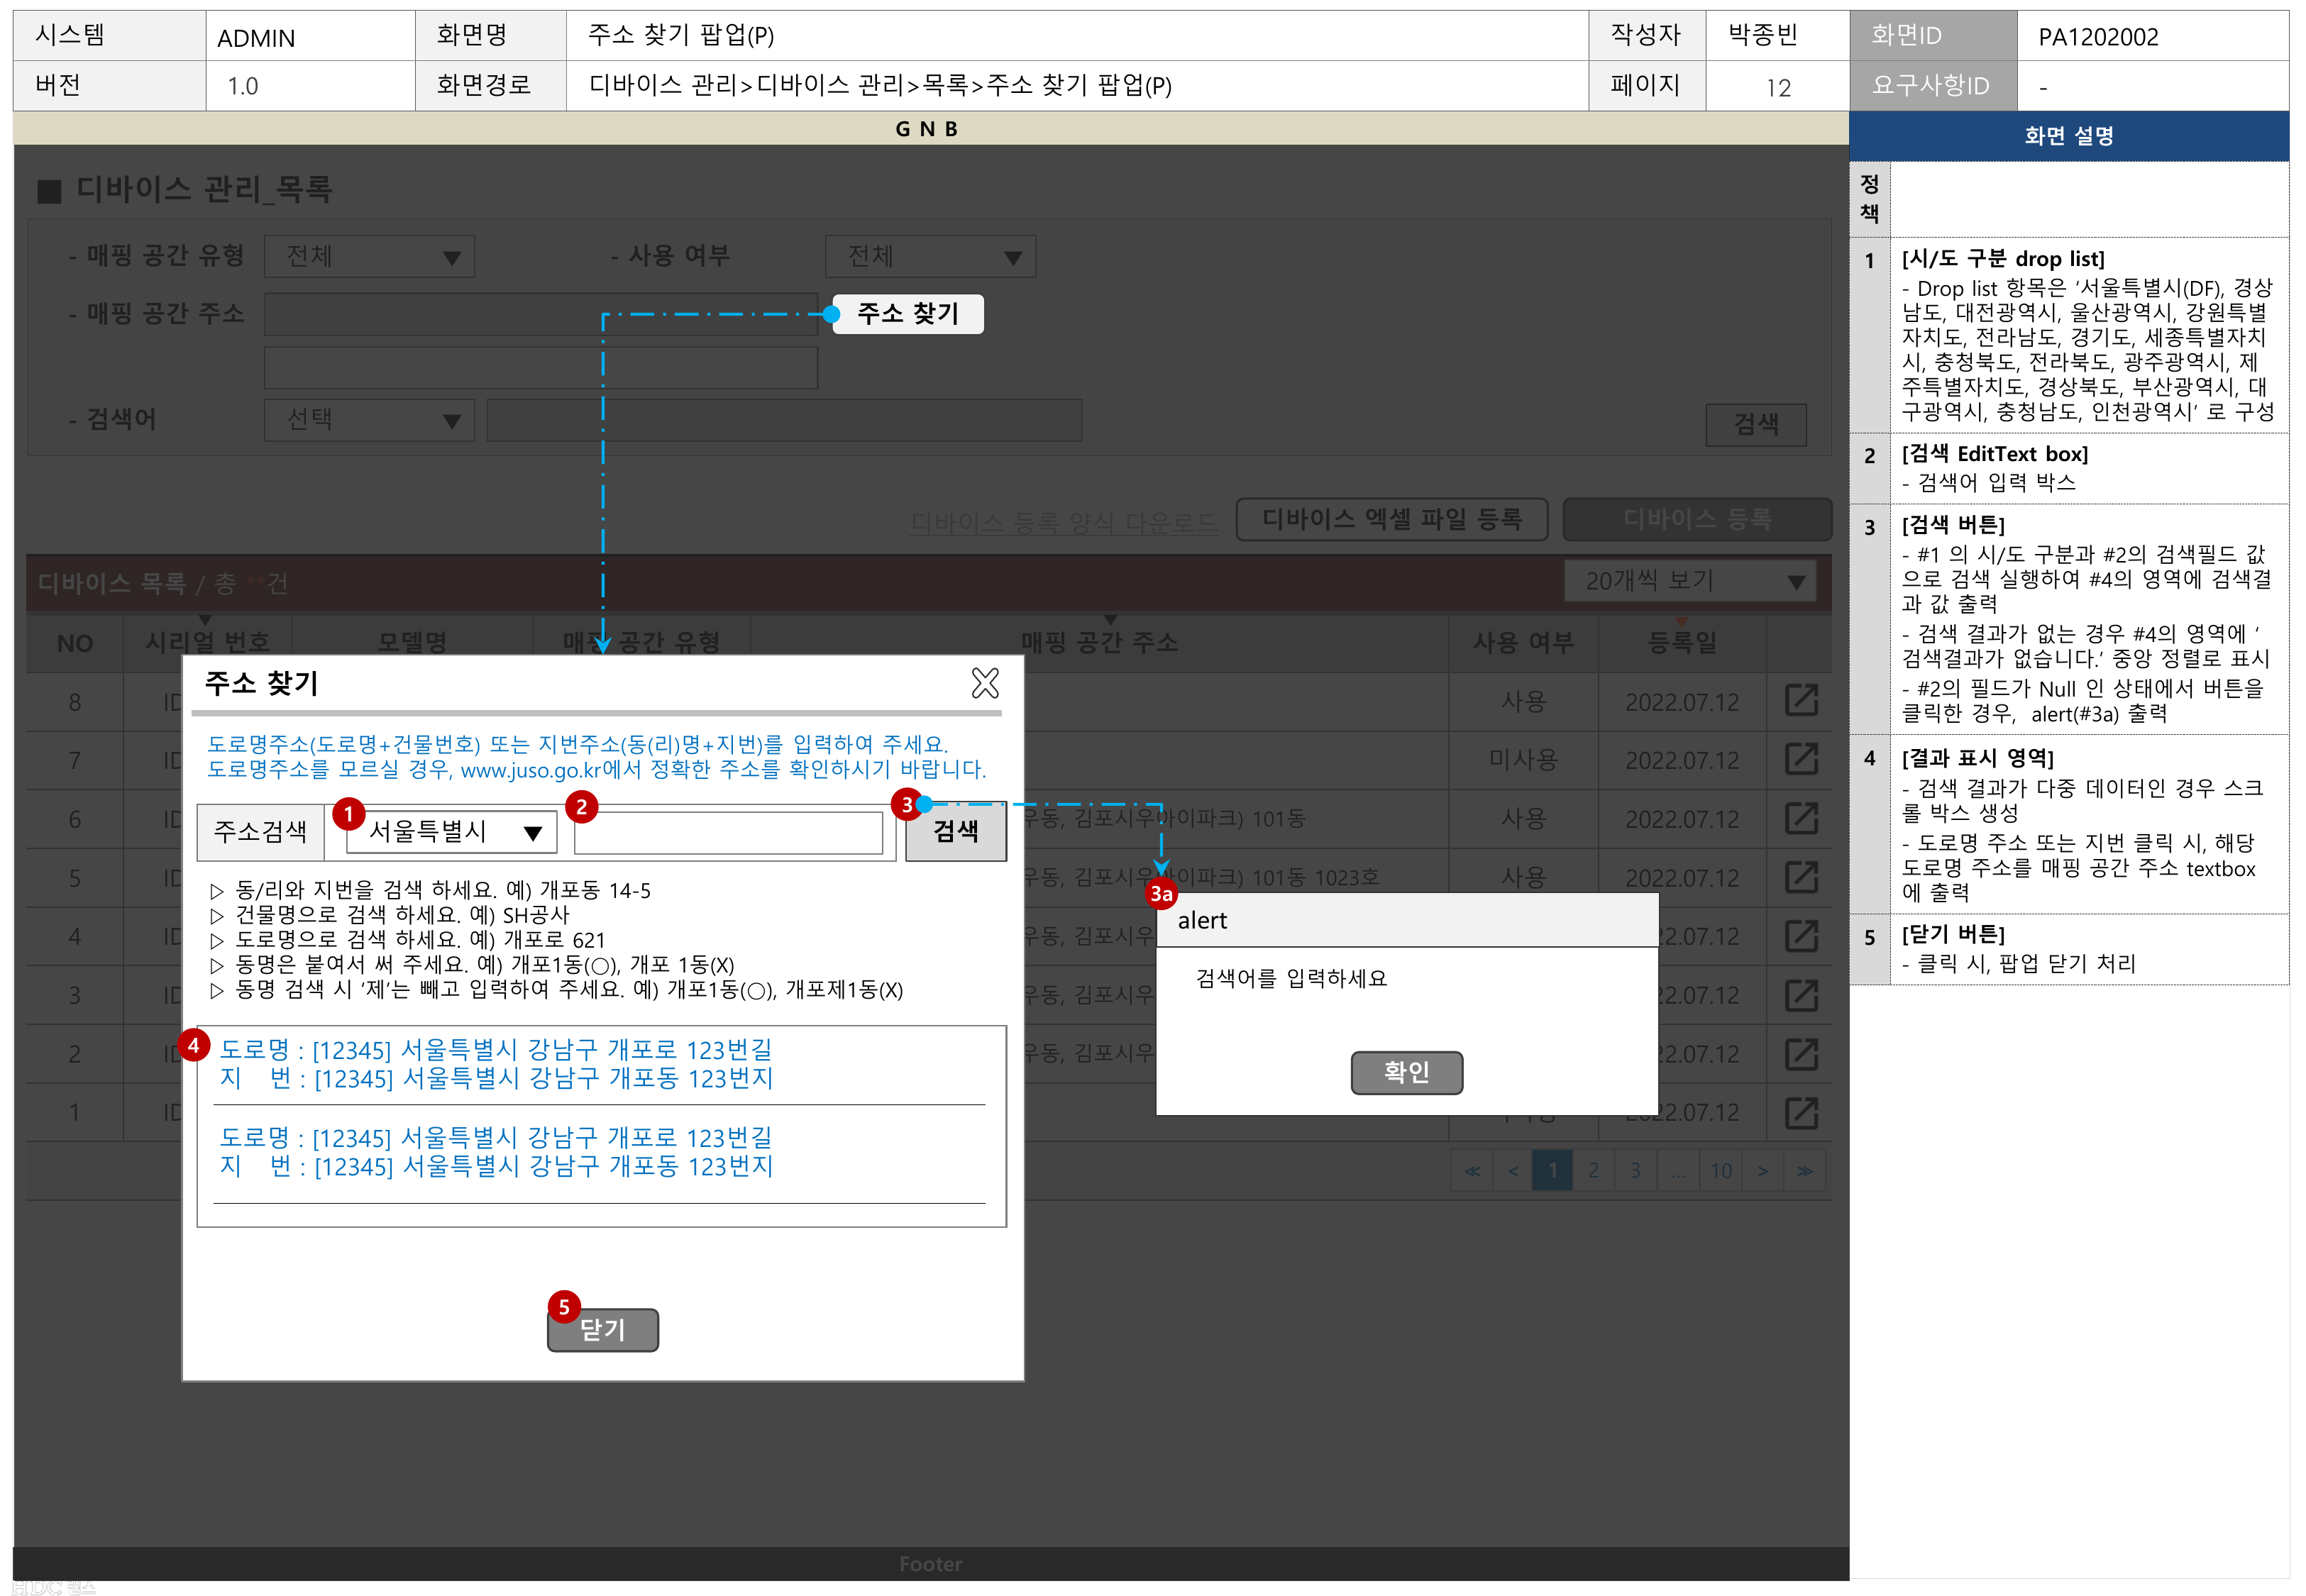 시스템 ADMIN 화면명 주소 찾기 팝업(P) 작성자 박종빈 화면ID PA1202002
버전 1.0 화면경로 디바이스 관리>디바이스 관리>목록>주소 찾기 팝업(P) 페이지 12 요구사항ID -
G N B
■ 디바이스 관리_목록
- 매핑 공간 유형 전체 ▼ - 사용 여부 전체 ▼
- 매핑 공간 주소 주소 찾기
- 검색어 선택 ▼ 검색
디바이스 등록 양식 다운로드 디바이스 엑셀 파일 등록 디바이스 등록
디바이스 목록 / 총 **건 20개씩 보기 ▼
NO 시리얼 번호 모델명 매핑 공간 유형 매핑 공간 주소 사용 여부 등록일
8 ID 사용 2022.07.12
7 ID 미사용 2022.07.12
6 ID 우동, 김포시우아이파크) 101동 사용 2022.07.12
5 ID 우동, 김포시우아이파크) 101동 1023호 사용 2022.07.12
4 ID 우동, 김포시우 22.07.12
3 ID 우동, 김포시우 22.07.12
2 ID 우동, 김포시우 22.07.12
1 ID 2022.07.12
≪ < 1 2 3 ... 10 > ≫
주소 찾기
도로명주소(도로명+건물번호) 또는 지번주소(동(리)명+지번)를 입력하여 주세요.
도로명주소를 모르실 경우, www.juso.go.kr에서 정확한 주소를 확인하시기 바랍니다.
1 2 3
주소검색 서울특별시 ▼ 검색
▷ 동/리와 지번을 검색 하세요. 예) 개포동 14-5
▷ 건물명으로 검색 하세요. 예) SH공사
▷ 도로명으로 검색 하세요. 예) 개포로 621
▷ 동명은 붙여서 써 주세요. 예) 개포1동(○), 개포 1동(X)
▷ 동명 검색 시 ‘제’는 빼고 입력하여 주세요. 예) 개포1동(○), 개포제1동(X)
4
도로명 : [12345] 서울특별시 강남구 개포로 123번길
지 번 : [12345] 서울특별시 강남구 개포동 123번지
도로명 : [12345] 서울특별시 강남구 개포로 123번길
지 번 : [12345] 서울특별시 강남구 개포동 123번지
5
닫기
3a
alert
검색어를 입력하세요
확인
Footer
HDC 랩스
화면 설명
정
책
1 [시/도 구분 drop list]
- Drop list 항목은 ‘서울특별시(DF), 경상
남도, 대전광역시, 울산광역시, 강원특별
자치도, 전라남도, 경기도, 세종특별자치
시, 충청북도, 전라북도, 광주광역시, 제
주특별자치도, 경상북도, 부산광역시, 대
구광역시, 충청남도, 인천광역시’ 로 구성
2 [검색 EditText box]
- 검색어 입력 박스
3 [검색 버튼]
- #1 의 시/도 구분과 #2의 검색필드 값
으로 검색 실행하여 #4의 영역에 검색결
과 값 출력
- 검색 결과가 없는 경우 #4의 영역에 ‘
검색결과가 없습니다.’ 중앙 정렬로 표시
- #2의 필드가 Null 인 상태에서 버튼을
클릭한 경우, alert(#3a) 출력
4 [결과 표시 영역]
- 검색 결과가 다중 데이터인 경우 스크
롤 박스 생성
- 도로명 주소 또는 지번 클릭 시, 해당
도로명 주소를 매핑 공간 주소 textbox
에 출력
5 [닫기 버튼]
- 클릭 시, 팝업 닫기 처리